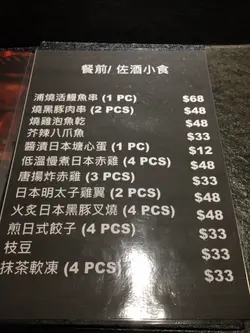 餐前/ 佐酒小食
浦燒活鰻魚串 (1 PC) $68
燒黑豚肉串 (2 PCS) $48
燒雞泡魚乾 $48
芥辣八爪魚 $33
醬漬日本塘心蛋 (1 PC) $12
低溫慢煮日本赤雞 (4 PCS) $48
唐揚炸赤雞 (3 PCS) $33
日本明太子雞翼 (2 PCS) $48
火炙日本黑豚叉燒 (4 PCS) $48
煎日式餃子 (4 PCS) $33
枝豆 $33
抹茶軟凍 (4 PCS) $33